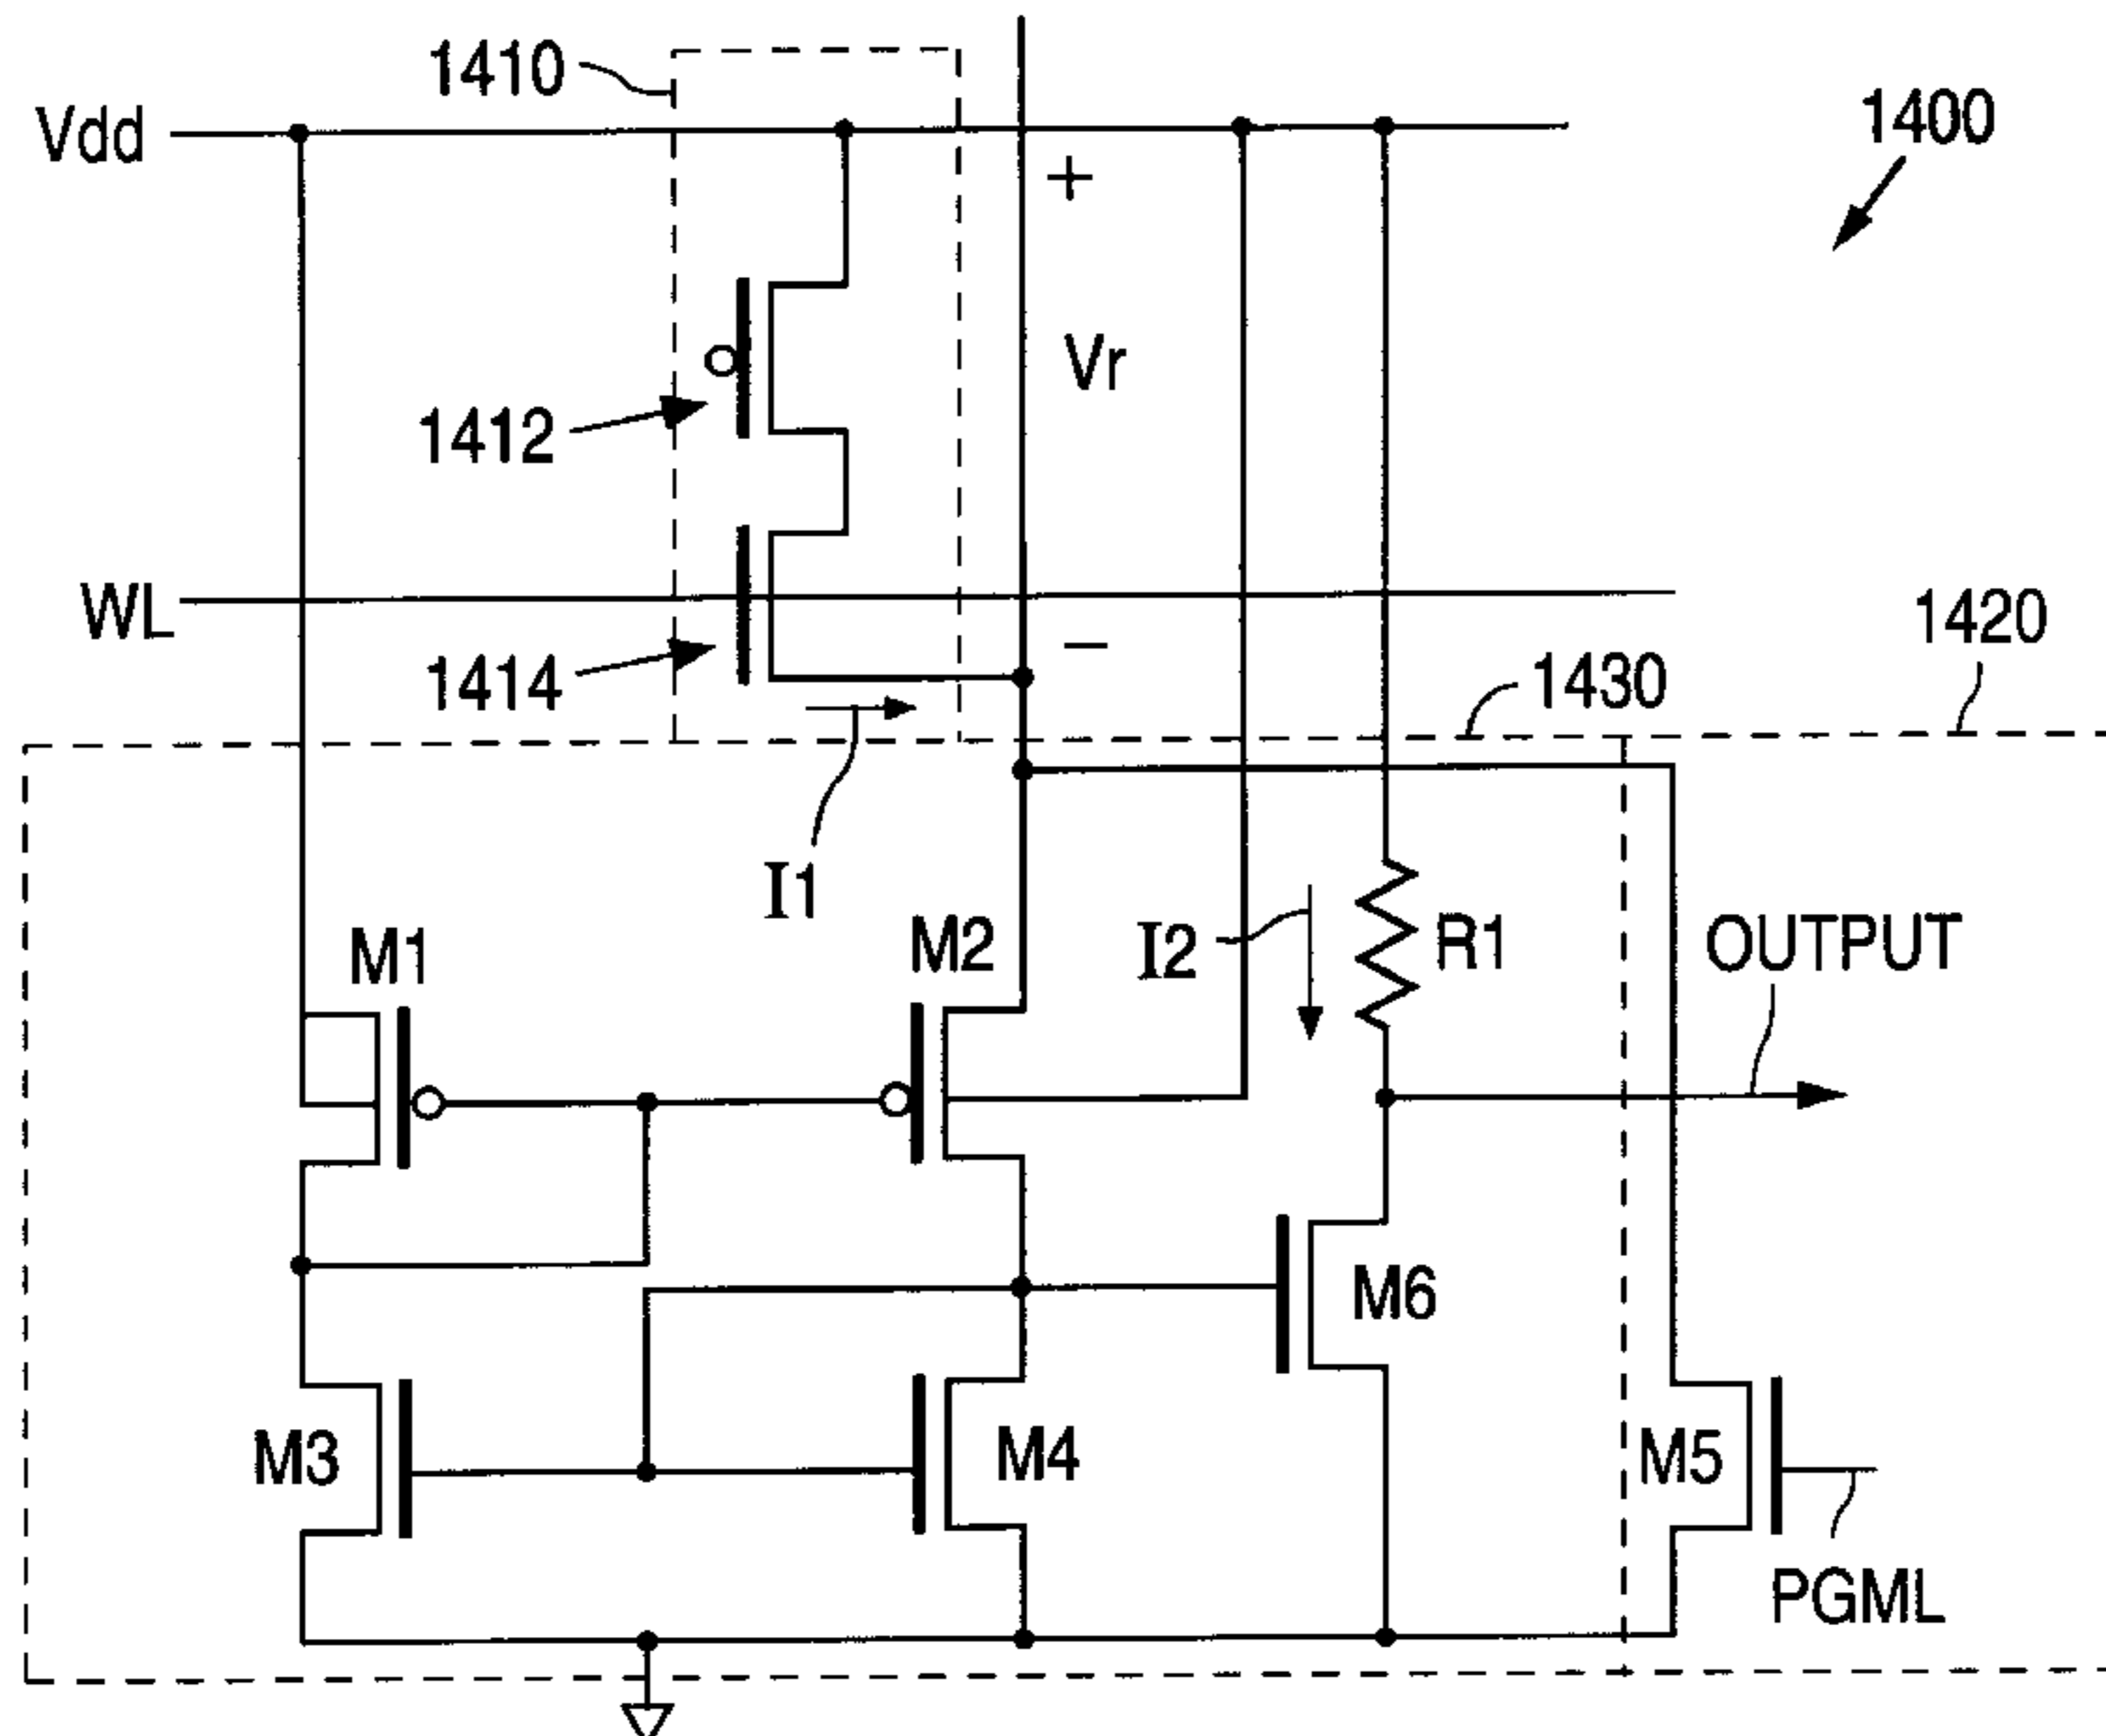 1410
Vdd
1400
+
Vr
1412
WL
1420
1414
−
1430
I1
M1
M2
I2
R1
OUTPUT
M6
M3
M4
M5
PGML